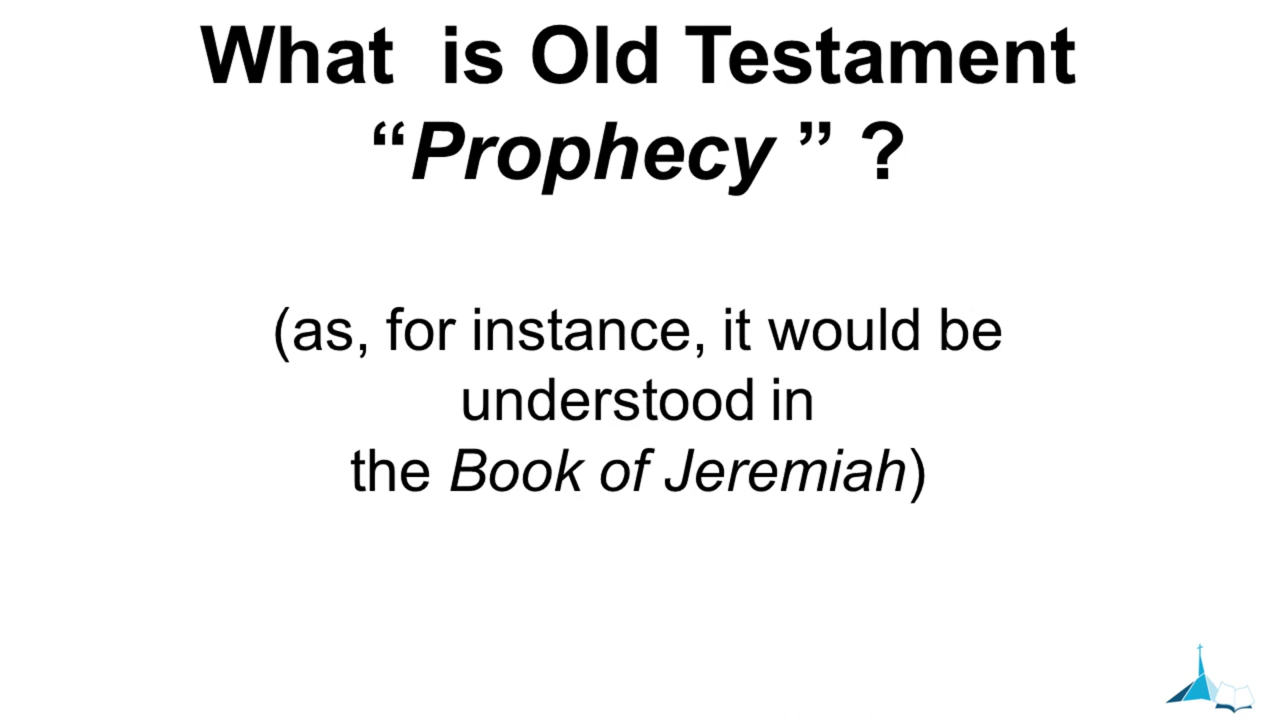 What  is Old Testament
“Prophecy ” ?
(as, for instance, it would be
understood in
the Book of Jeremiah)